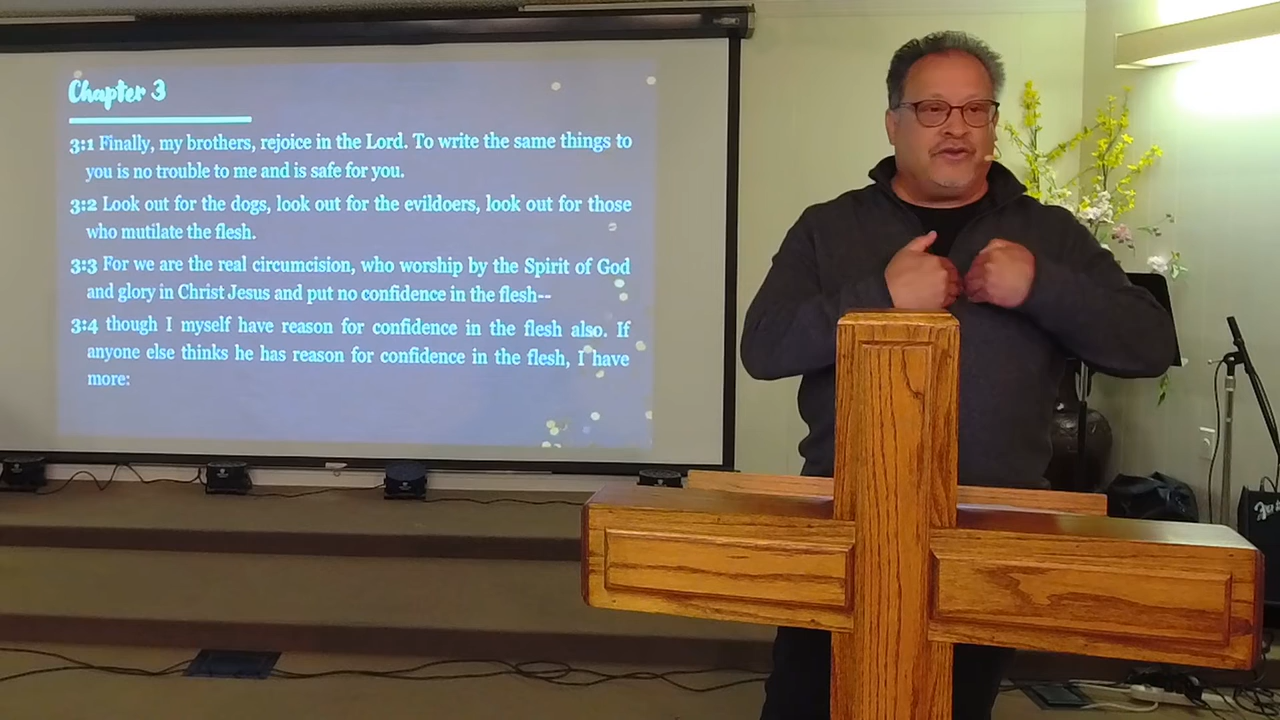 Chapter 3
3:1 Finally, my brothers, rejoice in the Lord. To write the same things to
you is no trouble to me and is safe for you.
3:2 Look out for the dogs, look out for the evildoers, look out for those
who mutilate the flesh.
3:3 For we are the real circumcision, who worship by the Spirit of God
and glory in Christ Jesus and put no confidence in the flesh--
3:4 though I myself have reason for confidence in the flesh also. If
anyone else thinks he has reason for confidence in the flesh, I have
more: